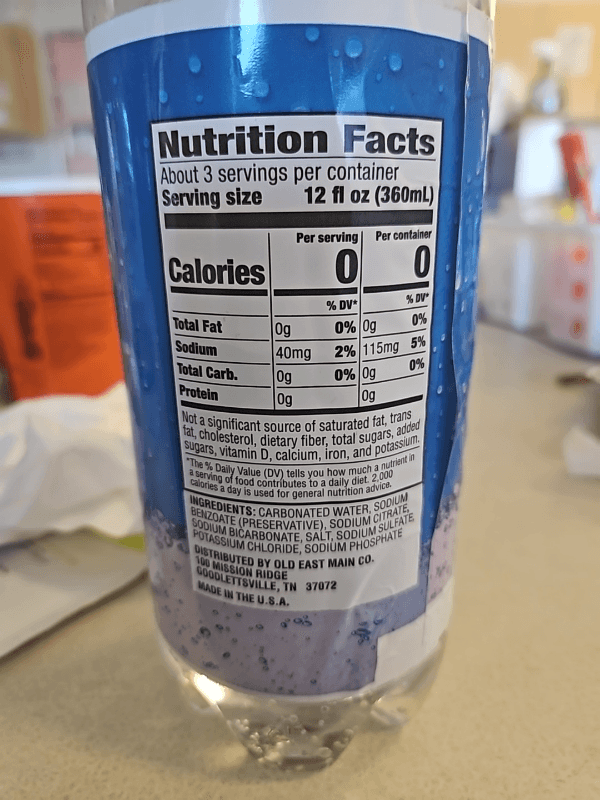 Nutrition Facts
About 3 servings per container
Serving size 12 fl oz (360mL)
Per serving Per container
Calories 0 0
% DV* % DV*
Total Fat 0g 0% 0g 0%
Sodium 40mg 2% 115mg 5%
Total Carb. 0g 0% 0g 0%
Protein 0g 0g
Not a significant source of saturated fat, trans
fat, cholesterol, dietary fiber, total sugars, added
sugars, vitamin D, calcium, iron, and potassium.
*The % Daily Value (DV) tells you how much a nutrient in
a serving of food contributes to a daily diet. 2,000
calories a day is used for general nutrition advice.
INGREDIENTS: CARBONATED WATER, SODIUM
BENZOATE (PRESERVATIVE), SODIUM CITRATE,
SODIUM BICARBONATE, SALT, SODIUM SULFATE,
POTASSIUM CHLORIDE, SODIUM PHOSPHATE
DISTRIBUTED BY OLD EAST MAIN CO.
100 MISSION RIDGE
GOODLETTSVILLE, TN 37072
MADE IN THE U.S.A.